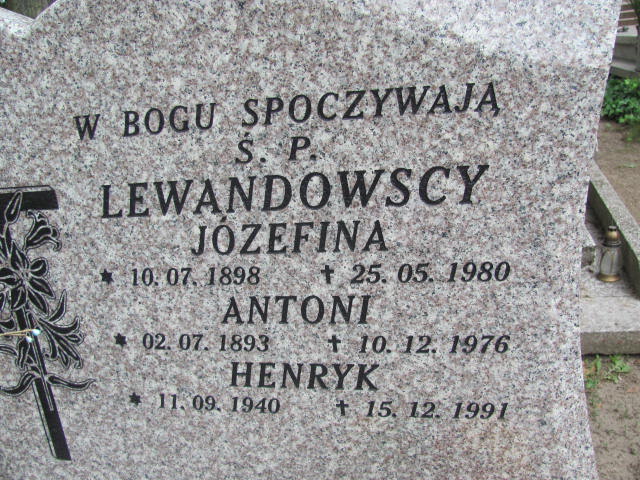 W BOGU SPOCZYWAJĄ
Ś. P.
LEWANDOWSCY
JÓZEFINA
* 10. 07. 1898 † 25. 05. 1980
ANTONI
* 02. 07. 1893 † 10. 12. 1976
HENRYK
* 11. 09. 1940 † 15. 12. 1991